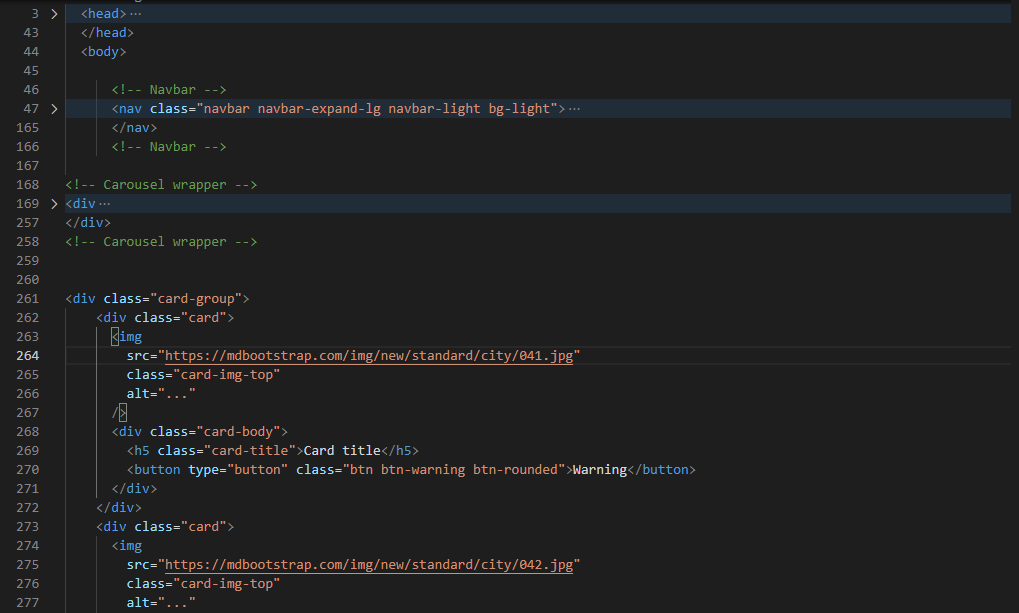 3 > <head> ···
43 </head>
44 <body>
45
46 <!-- Navbar -->
47 > <nav class="navbar navbar-expand-lg navbar-light bg-light"> ···
165 </nav>
166 <!-- Navbar -->
167
168 <!-- Carousel wrapper -->
169 > <div ···
257 </div>
258 <!-- Carousel wrapper -->
259
260
261 <div class="card-group">
262 <div class="card">
263 <img
264 src="https://mdbootstrap.com/img/new/standard/city/041.jpg"
265 class="card-img-top"
266 alt="..."
267 />
268 <div class="card-body">
269 <h5 class="card-title">Card title</h5>
270 <button type="button" class="btn btn-warning btn-rounded">Warning</button>
271 </div>
272 </div>
273 <div class="card">
274 <img
275 src="https://mdbootstrap.com/img/new/standard/city/042.jpg"
276 class="card-img-top"
277 alt="..."